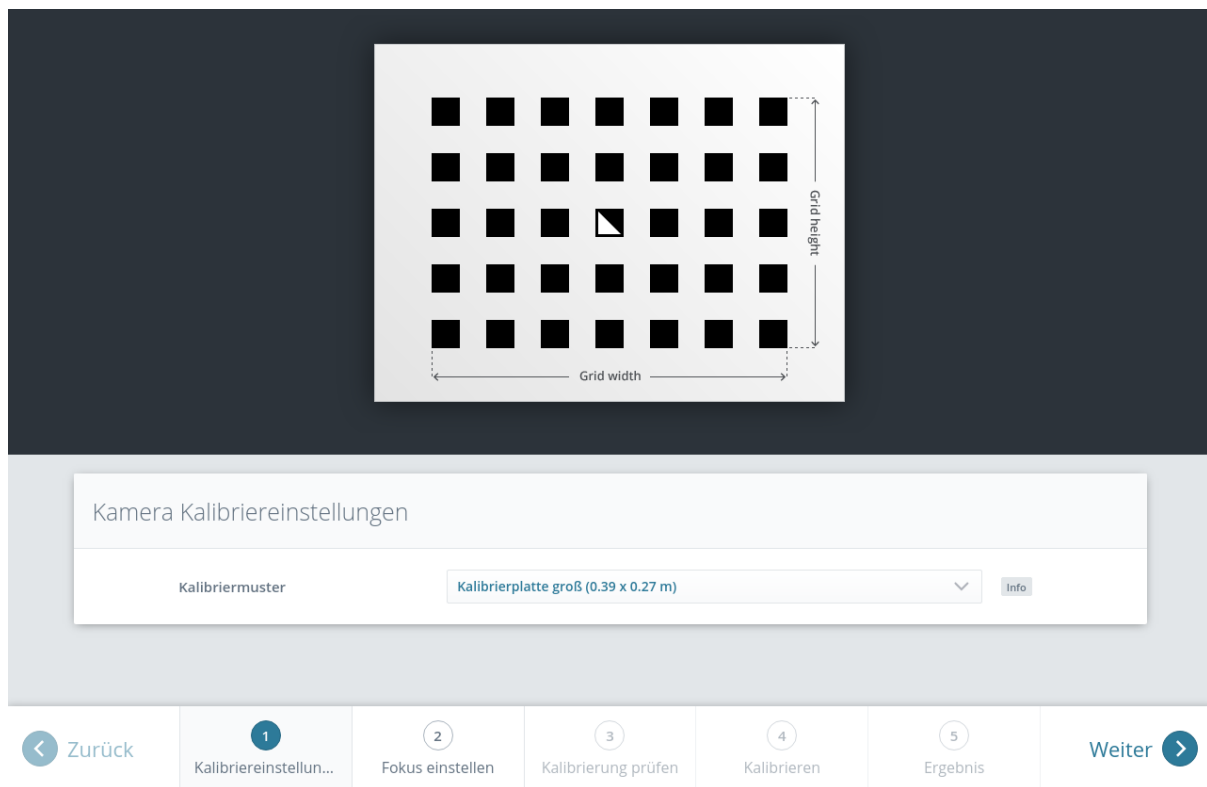 Grid height
Grid width
Kamera Kalibriereinstellungen
Kalibriermuster
Kalibrierplatte groß (0.39 x 0.27 m)
Info
Zurück
1
Kalibriereinstellun...
2
Fokus einstellen
3
Kalibrierung prüfen
4
Kalibrieren
5
Ergebnis
Weiter